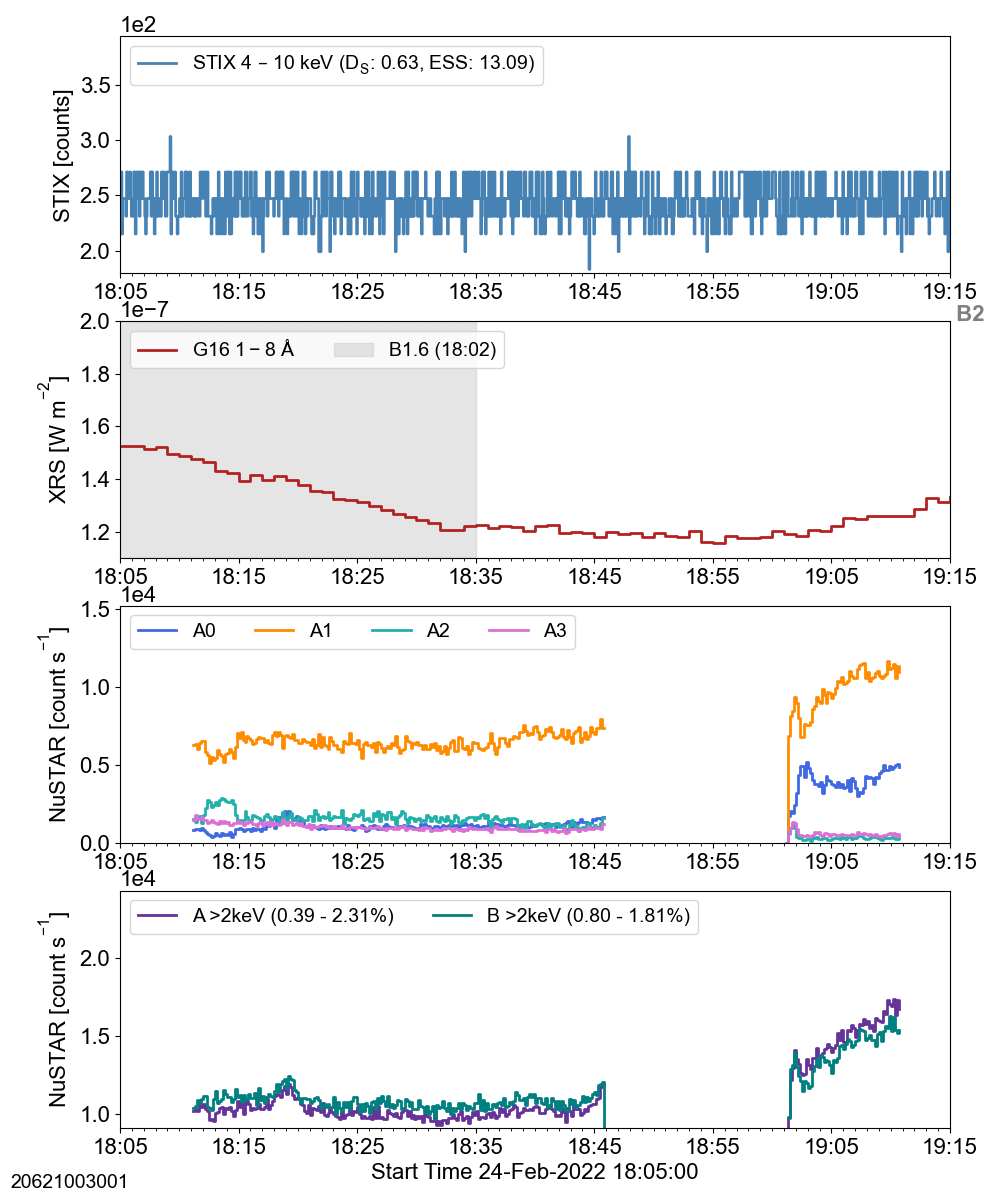 1e2
STIX 4 – 10 keV (D_S: 0.63, ESS: 13.09)
STIX [counts]
3.5
3.0
2.5
2.0
18:05 18:15 18:25 18:35 18:45 18:55 19:05 19:15
1e−7
B2
G16 1 – 8 Å B1.6 (18:02)
XRS [W m⁻²]
2.0
1.8
1.6
1.4
1.2
18:05 18:15 18:25 18:35 18:45 18:55 19:05 19:15
1e4
A0 A1 A2 A3
NuSTAR [count s⁻¹]
1.5
1.0
0.5
0.0
18:05 18:15 18:25 18:35 18:45 18:55 19:05 19:15
1e4
A >2keV (0.39 - 2.31%) B >2keV (0.80 - 1.81%)
NuSTAR [count s⁻¹]
2.0
1.5
1.0
18:05 18:15 18:25 18:35 18:45 18:55 19:05 19:15
Start Time 24-Feb-2022 18:05:00
20621003001